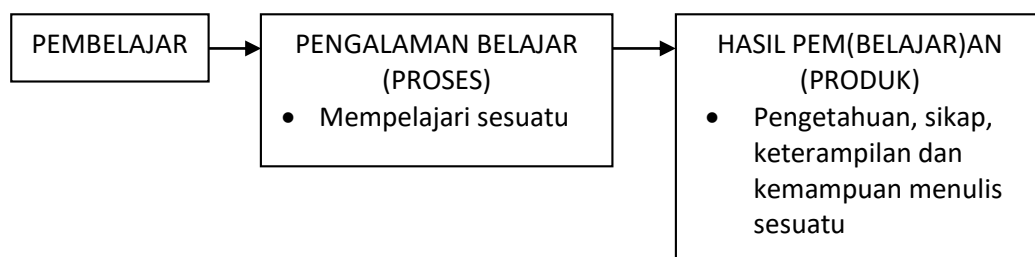 PEMBELAJAR
PENGALAMAN BELAJAR
(PROSES)
• Mempelajari sesuatu
HASIL PEM(BELAJAR)AN
(PRODUK)
• Pengetahuan, sikap,
keterampilan dan
kemampuan menulis
sesuatu